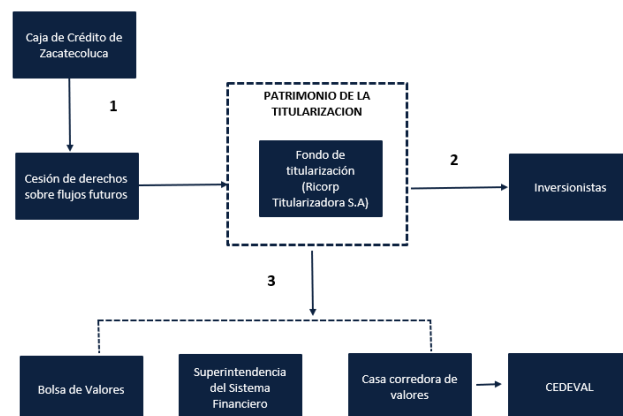 Caja de Crédito de
Zacatecoluca
1
Cesión de derechos
sobre flujos futuros
PATRIMONIO DE LA
TITULARIZACION
Fondo de
titularización
(Ricorp
Titularizadora S.A)
2
Inversionistas
3
Bolsa de Valores
Superintendencia
del Sistema
Financiero
Casa corredora de
valores
CEDEVAL